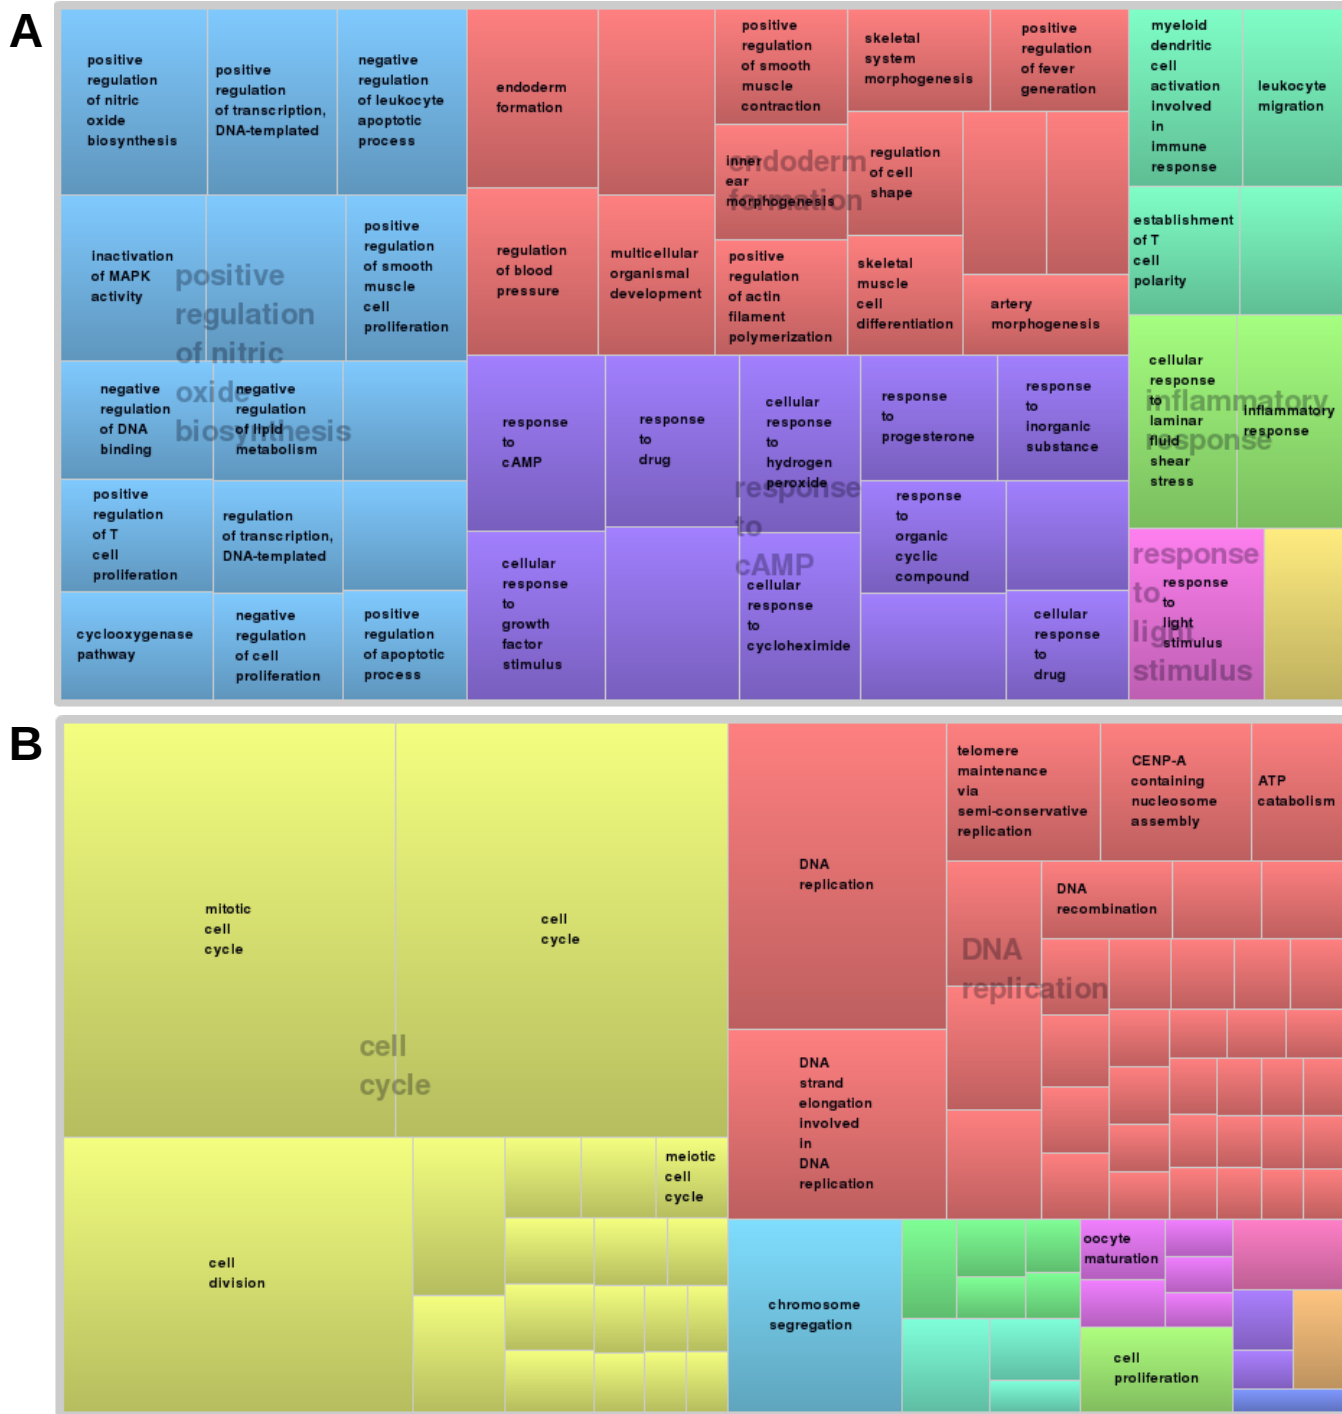 A
positive
regulation
of nitric
oxide
biosynthesis
positive
regulation
of transcription,
DNA-templated
negative
regulation
of leukocyte
apoptotic
process
inactivation
of MAPK
activity
positive
regulation
of smooth
muscle
cell
proliferation
positive
regulation
of nitric
oxide
biosynthesis
negative
regulation
of DNA
binding
negative
regulation
of lipid
metabolism
positive
regulation
of T
cell
proliferation
regulation
of transcription,
DNA-templated
cyclooxygenase
pathway
negative
regulation
of cell
proliferation
positive
regulation
of apoptotic
process
endoderm
formation
positive
regulation
of smooth
muscle
contraction
skeletal
system
morphogenesis
positive
regulation
of fever
generation
endoderm
formation
inner
ear
morphogenesis
regulation
of cell
shape
regulation
of blood
pressure
multicellular
organismal
development
positive
regulation
of actin
filament
polymerization
skeletal
muscle
cell
differentiation
artery
morphogenesis
response
to
cAMP
response
to
drug
cellular
response
to
hydrogen
peroxide
response
to
progesterone
response
to
inorganic
substance
response
to
cAMP
cellular
response
to
growth
factor
stimulus
cellular
response
to
cycloheximide
response
to
organic
cyclic
compound
cellular
response
to
drug
myeloid
dendritic
cell
activation
involved
in
immune
response
leukocyte
migration
establishment
of T
cell
polarity
cellular
response
to
laminar
fluid
shear
stress
inflammatory
response
inflammatory
response
response
to
light
stimulus
response
to
light
stimulus
B
mitotic
cell
cycle
cell
cycle
cell
cycle
cell
division
meiotic
cell
cycle
DNA
replication
telomere
maintenance
via
semi-conservative
replication
CENP-A
containing
nucleosome
assembly
ATP
catabolism
DNA
recombination
DNA
replication
DNA
strand
elongation
involved
in
DNA
replication
chromosome
segregation
oocyte
maturation
cell
proliferation